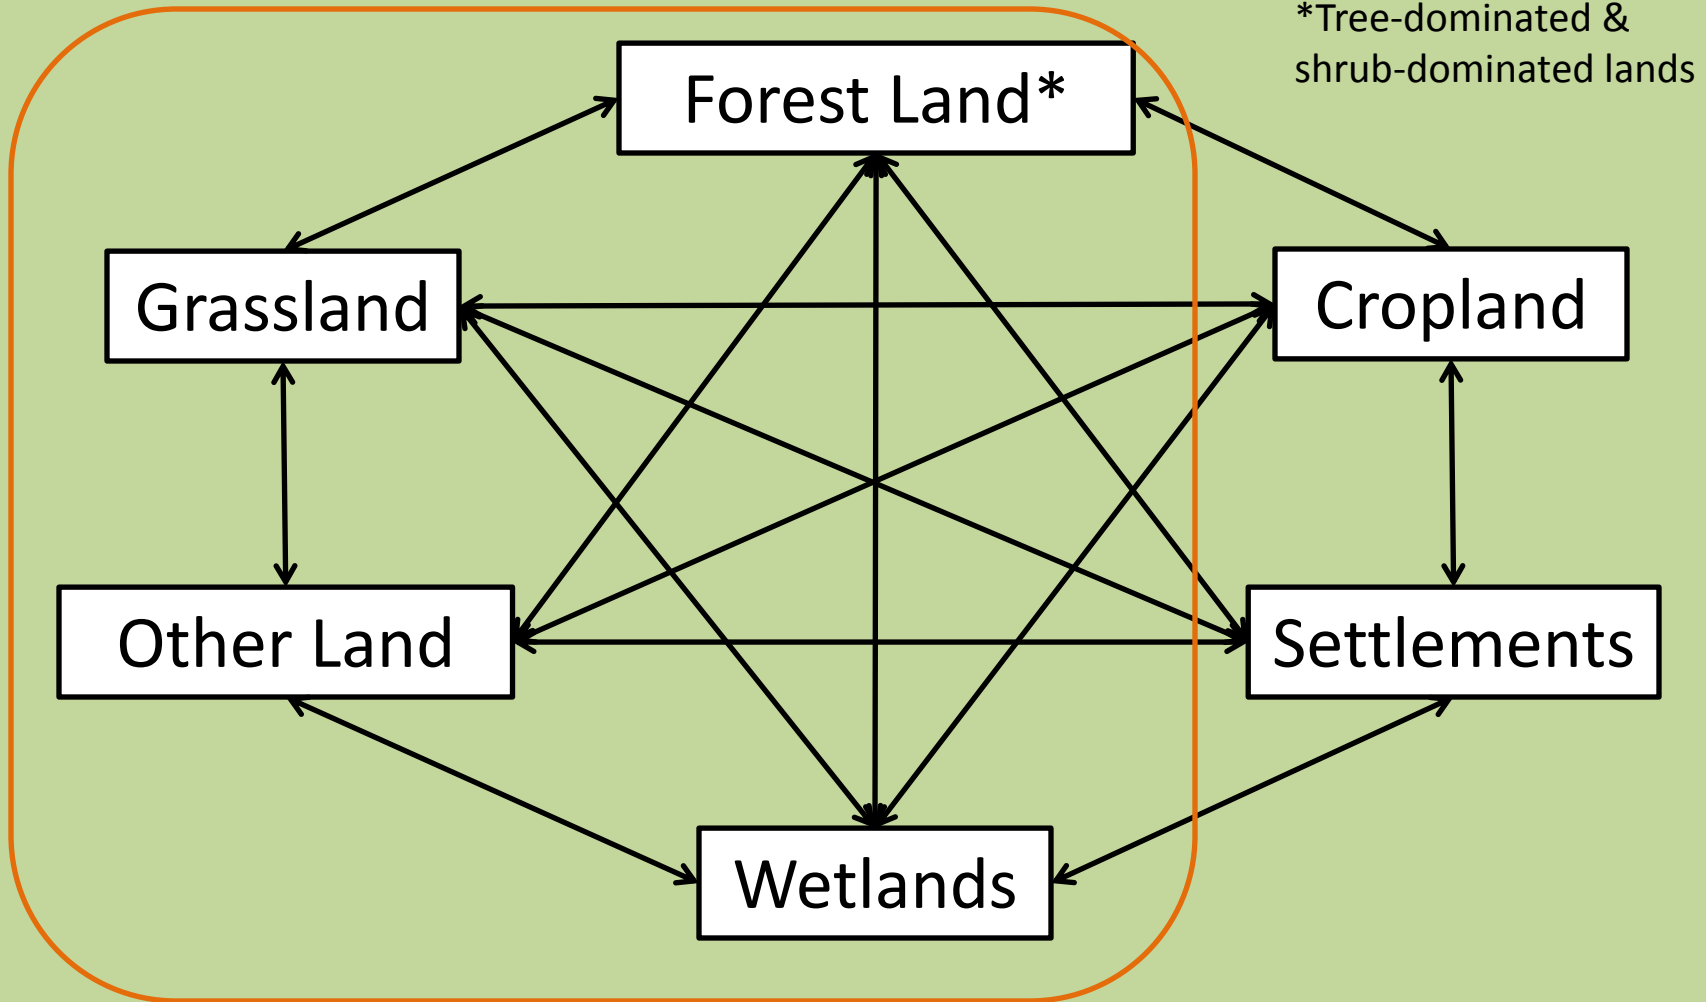 *Tree-dominated &
shrub-dominated lands
Forest Land*
Grassland
Cropland
Other Land
Settlements
Wetlands